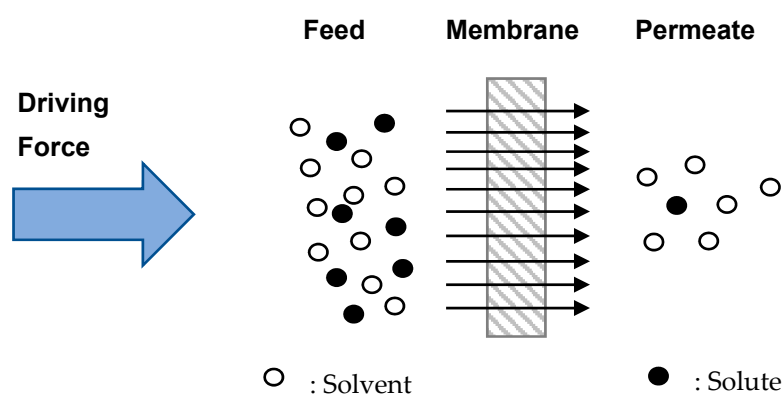 Feed Membrane Permeate
Driving
Force
: Solvent : Solute